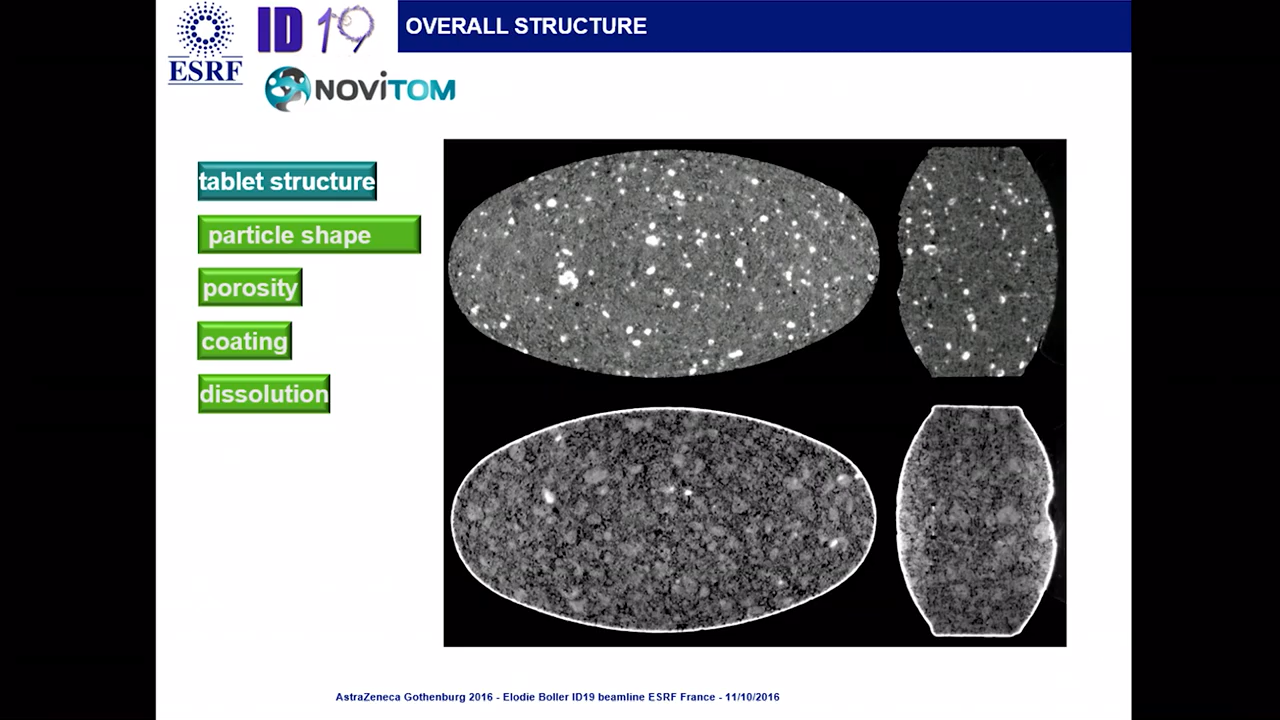 ESRF
ID 19
NOVITOM
OVERALL STRUCTURE
tablet structure
particle shape
porosity
coating
dissolution
AstraZeneca Gothenburg 2016 - Elodie Boller ID19 beamline ESRF France - 11/10/2016